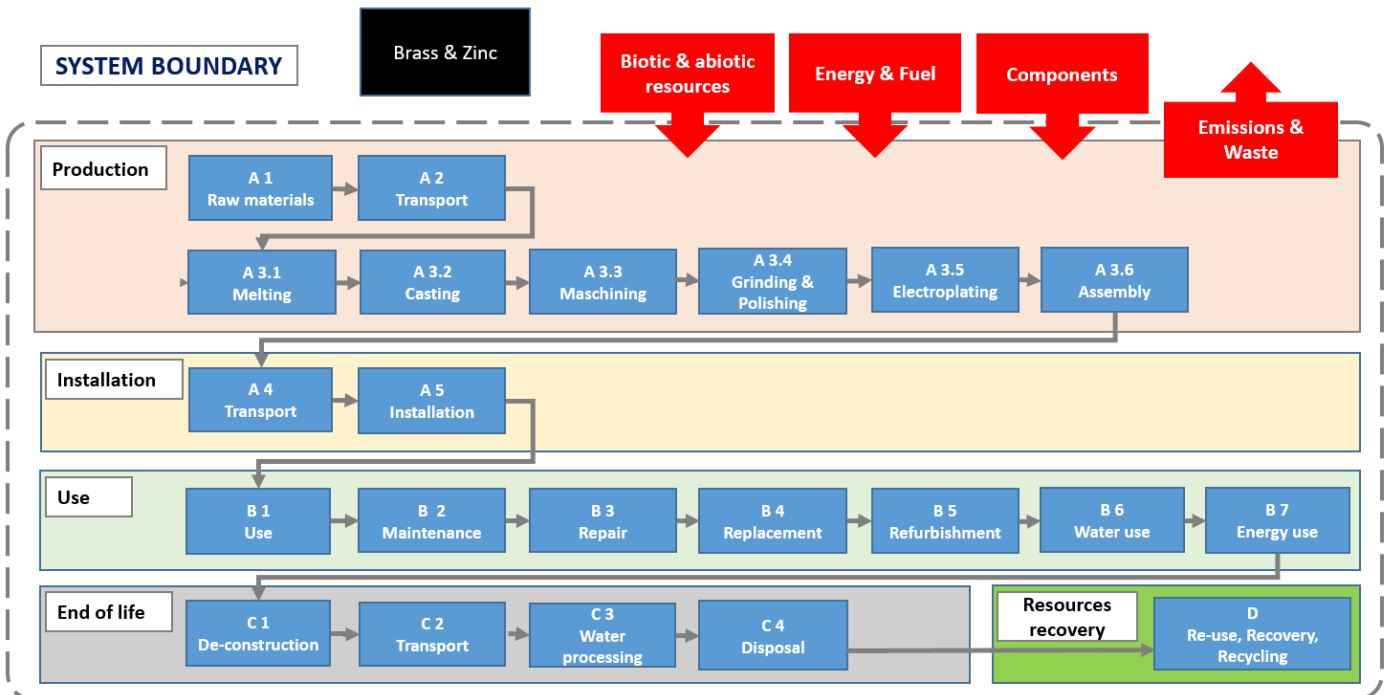 SYSTEM BOUNDARY
Brass & Zinc
Biotic & abiotic
resources
Energy & Fuel
Components
Emissions &
Waste
Production
A 1
Raw materials
A 2
Transport
A 3.1
Melting
A 3.2
Casting
A 3.3
Maschining
A 3.4
Grinding &
Polishing
A 3.5
Electroplating
A 3.6
Assembly
Installation
A 4
Transport
A 5
Installation
Use
B 1
Use
B 2
Maintenance
B 3
Repair
B 4
Replacement
B 5
Refurbishment
B 6
Water use
B 7
Energy use
End of life
C 1
De-construction
C 2
Transport
C 3
Water
processing
C 4
Disposal
Resources
recovery
D
Re-use, Recovery,
Recycling